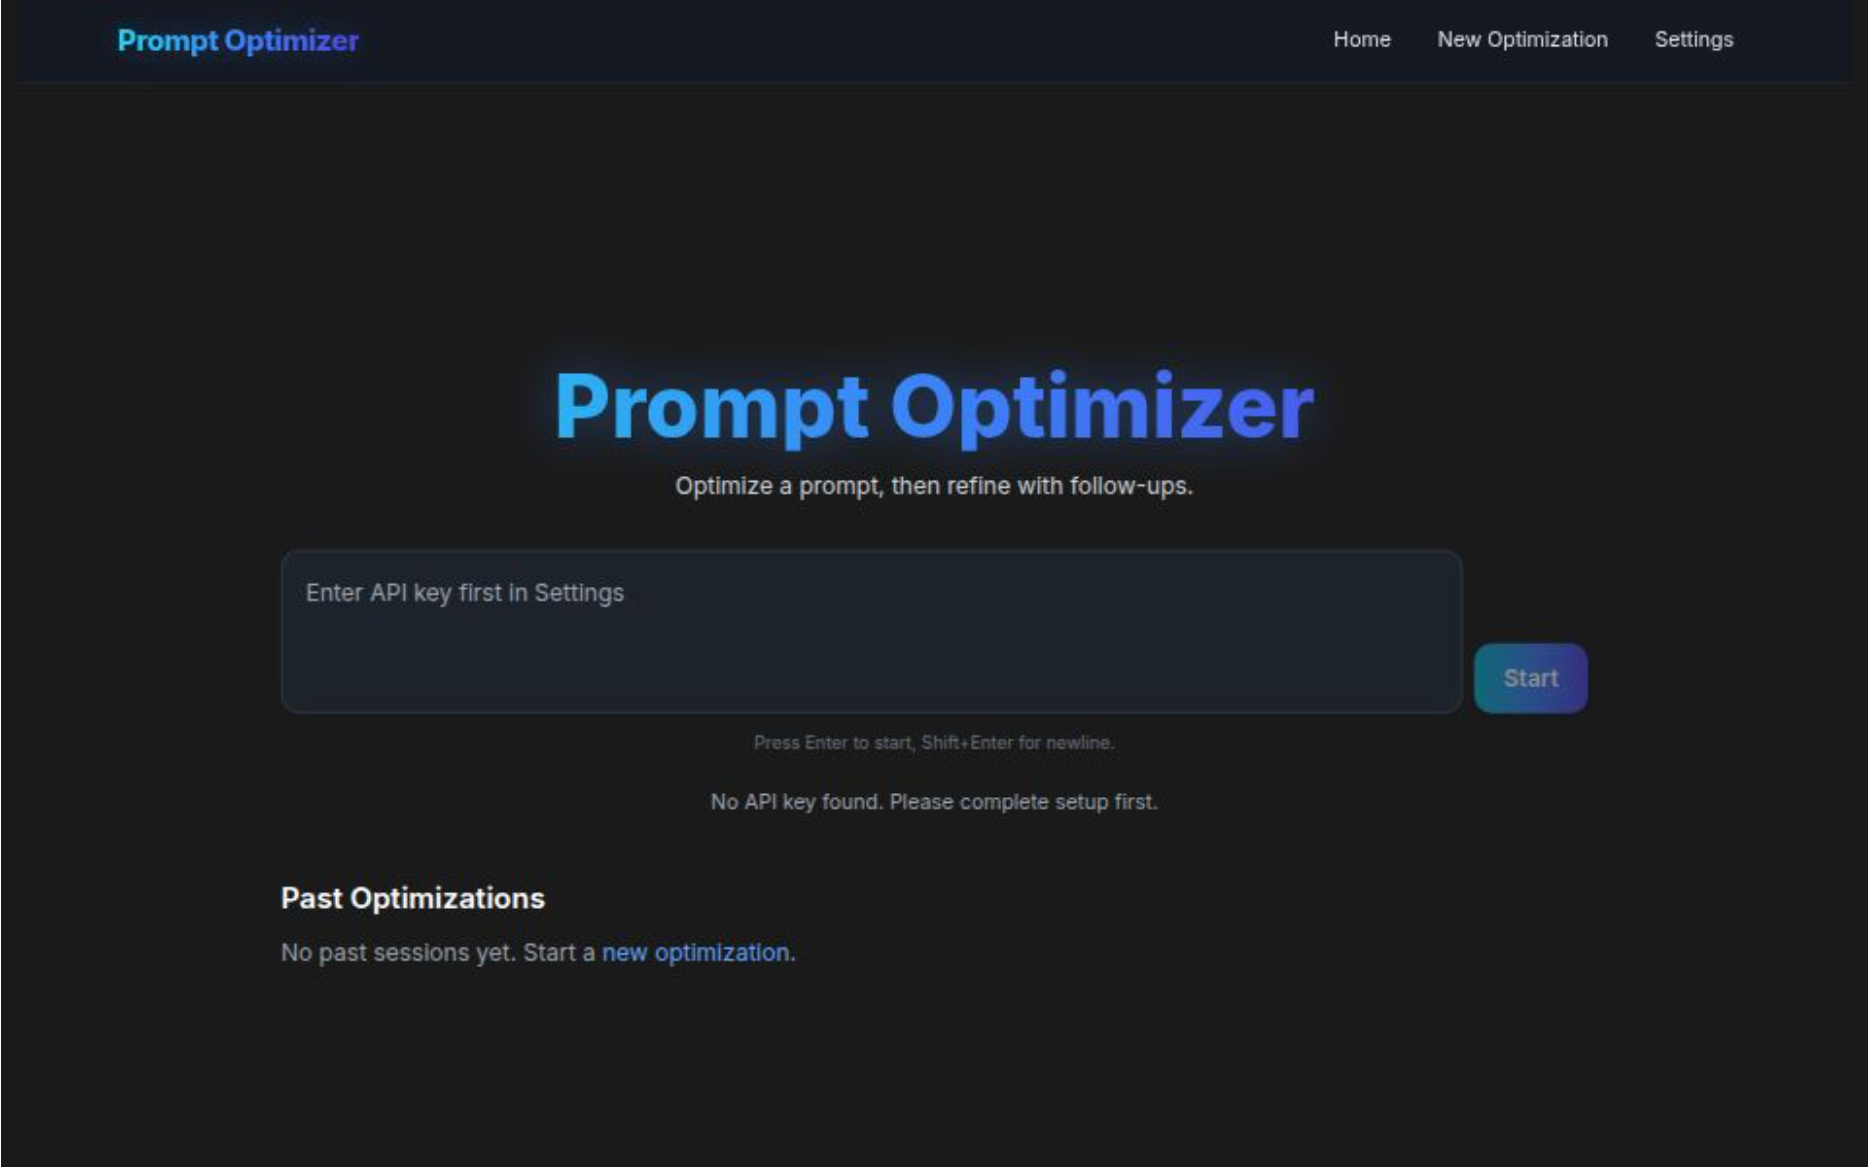 Prompt Optimizer
Home
New Optimization
Settings
Prompt Optimizer
Optimize a prompt, then refine with follow-ups.
Enter API key first in Settings
Start
Press Enter to start, Shift+Enter for newline.
No API key found. Please complete setup first.
Past Optimizations
No past sessions yet. Start a new optimization.